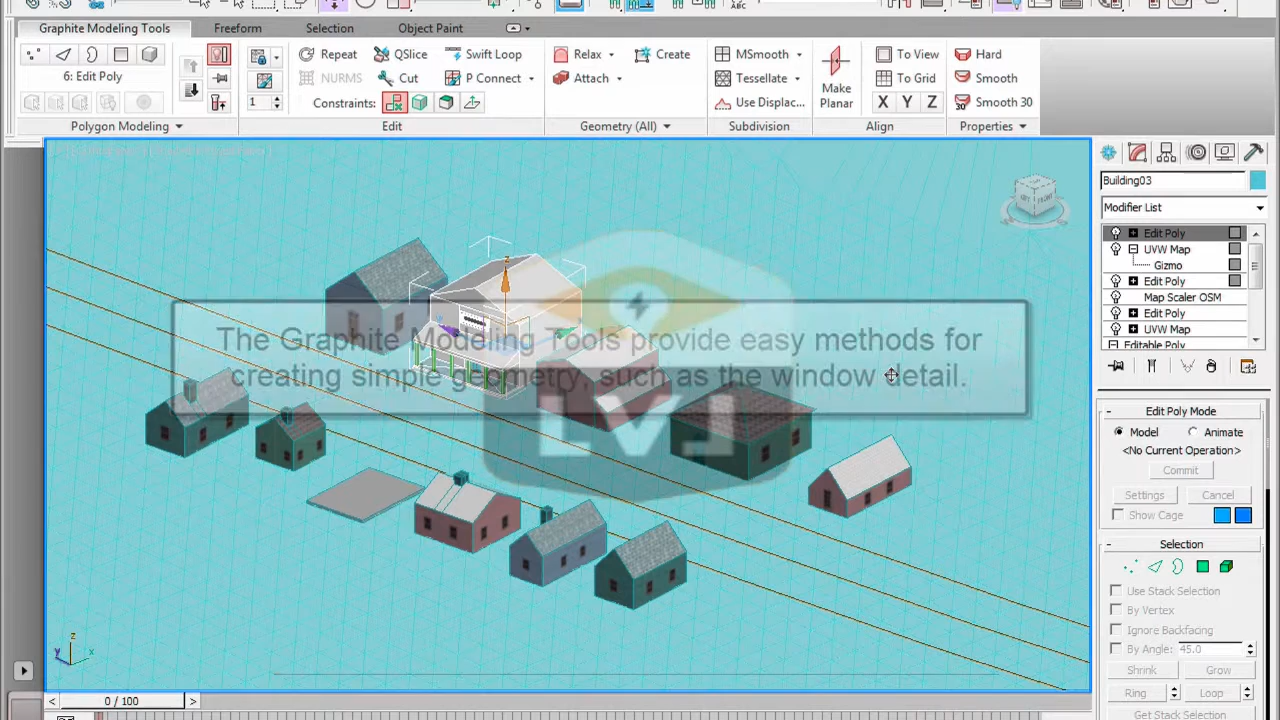 Graphite Modeling Tools Freeform Selection Object Paint
Repeat QSlice Swift Loop Relax Create MSmooth To View Hard
6: Edit Poly NURMS Cut P Connect Attach Tessellate Make Planar To Grid Smooth
1 Constraints: Use Displac... X Y Z Smooth 30
Polygon Modeling Edit Geometry (All) Subdivision Align Properties
Building03
Modifier List
Edit Poly
UVW Map
Gizmo
Edit Poly
Map Scaler OSM
Edit Poly
UVW Map
Editable Poly
The Graphite Modeling Tools provide easy methods for
creating simple geometry, such as the window detail.
LVL
Edit Poly Mode
Model Animate
<No Current Operation>
Commit
Settings Cancel
Show Cage
Selection
Use Stack Selection
By Vertex
Ignore Backfacing
By Angle: 45.0
Shrink Grow
Ring Loop
Get Stack Selection
z
y x
< 0 / 100 >